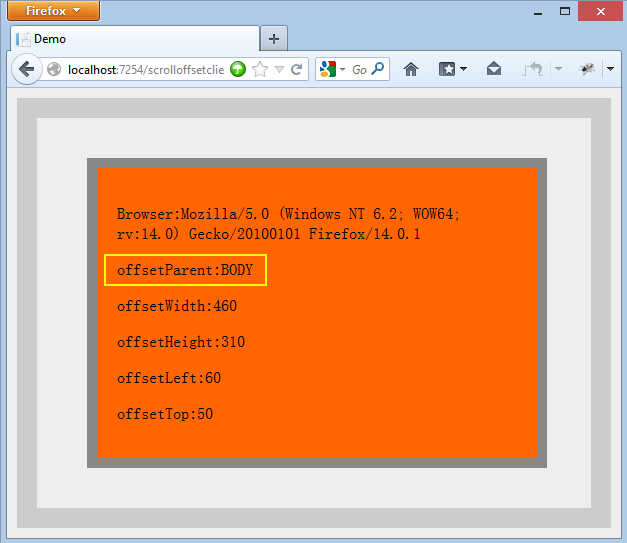 Firefox
Demo
localhost:7254/scrolloffsetclie
Go
Browser:Mozilla/5.0 (Windows NT 6.2; WOW64;
rv:14.0) Gecko/20100101 Firefox/14.0.1
offsetParent:BODY
offsetWidth:460
offsetHeight:310
offsetLeft:60
offsetTop:50